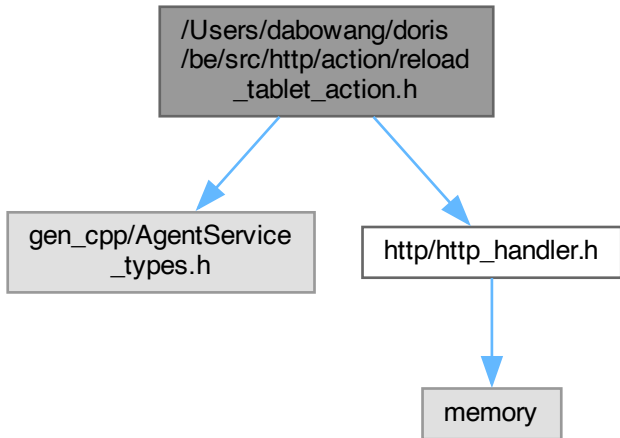 /Users/dabowang/doris
/be/src/http/action/reload
_tablet_action.h
gen_cpp/AgentService
_types.h
http/http_handler.h
memory